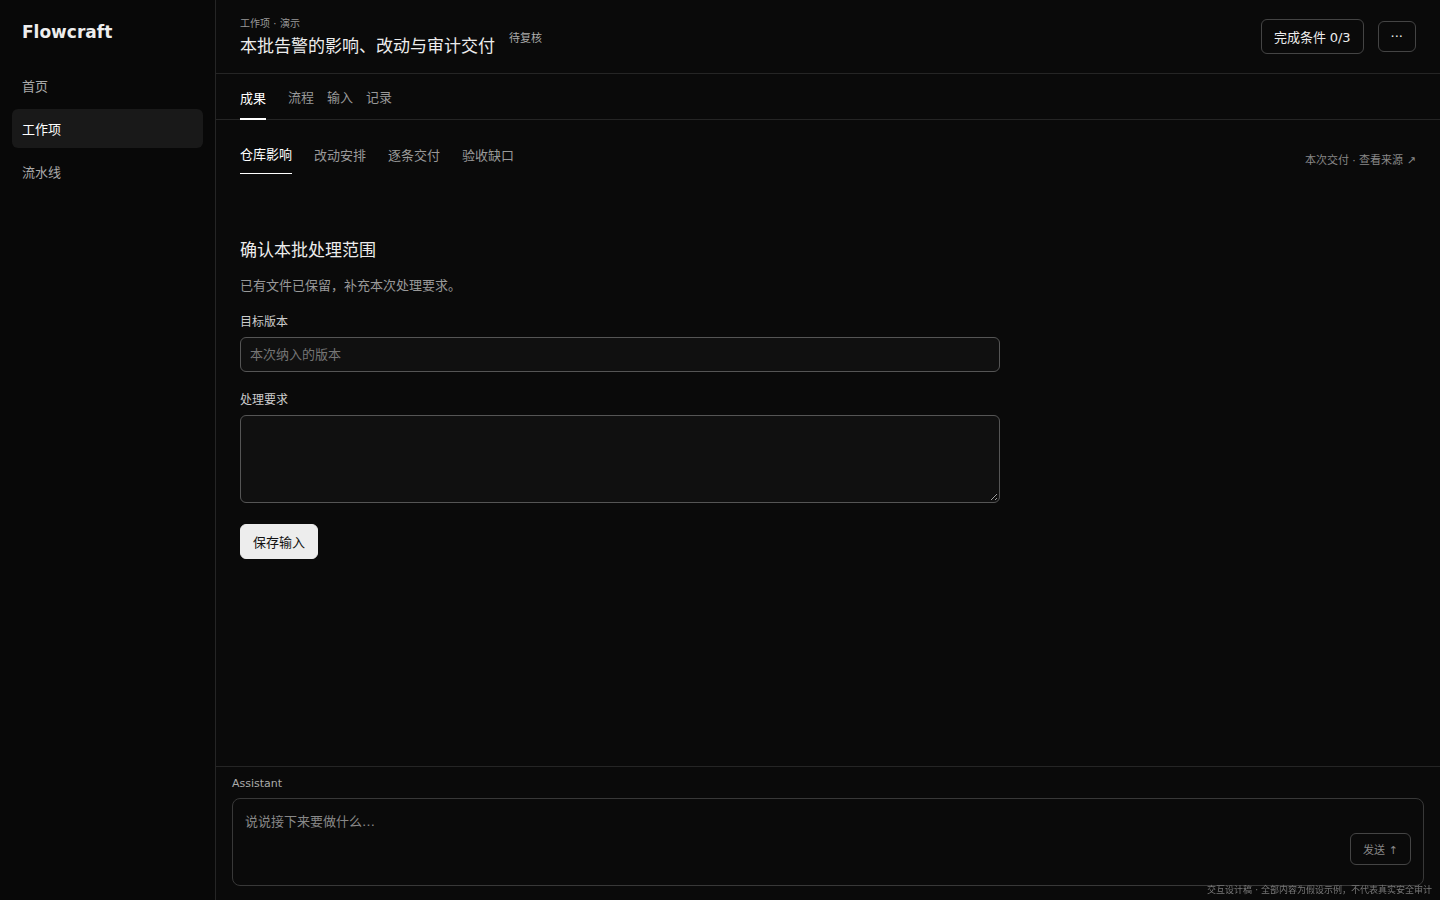 Flowcraft
首页
工作项
流水线
工作项 · 演示
本批告警的影响、改动与审计交付
待复核
完成条件 0/3
···
成果
流程
输入
记录
仓库影响
改动安排
逐条交付
验收缺口
本次交付 · 查看来源 ↗
确认本批处理范围
已有文件已保留，补充本次处理要求。
目标版本
本次纳入的版本
处理要求
保存输入
Assistant
说说接下来要做什么…
发送 ↑
交互设计稿 · 全部内容为假设示例，不代表真实安全审计